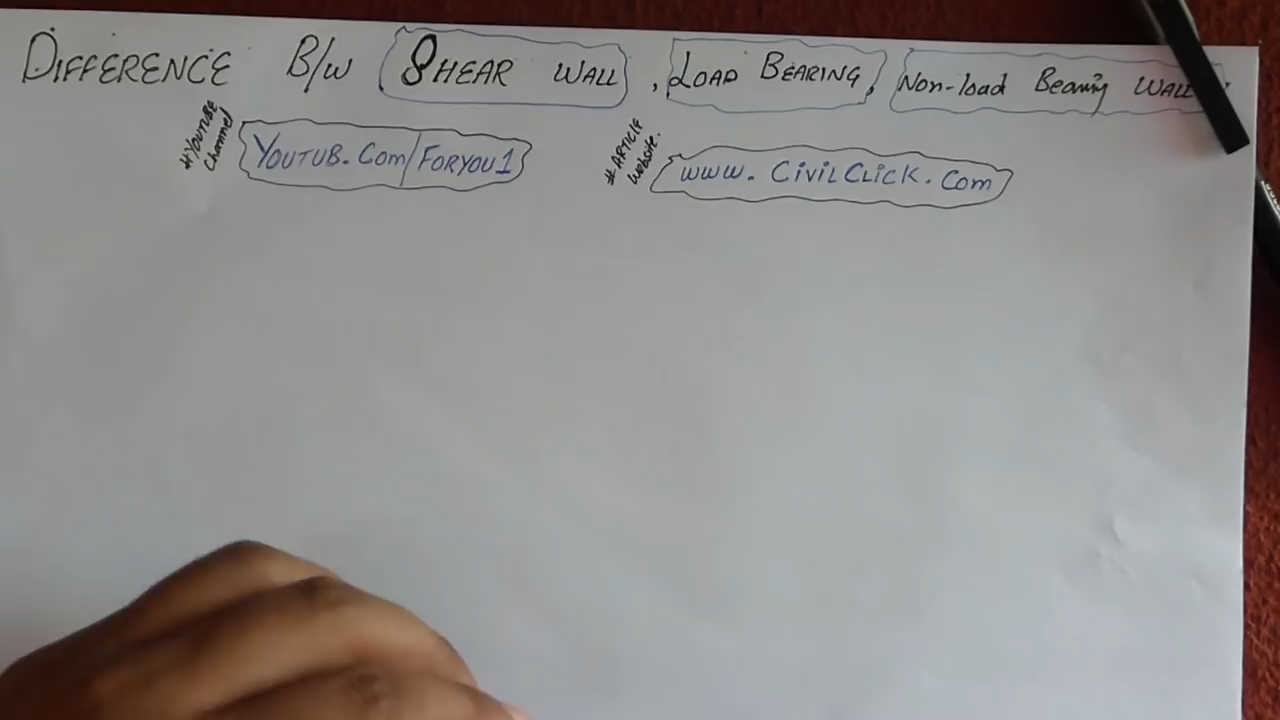 DIFFERENCE B/W SHEAR WALL, LOAD BEARING, Non-load Bearing WALL.
#YOUTUBE Channel
YOUTUB.Com/FORYOU1
#ARTICLE Website.
www.CiviLCLiCK.Com